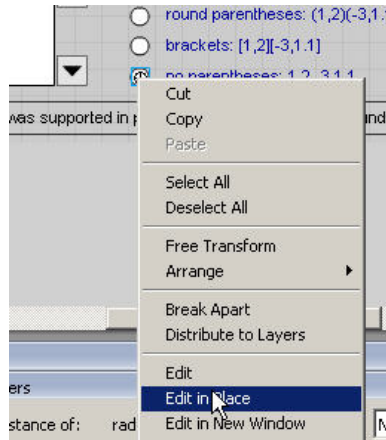 round parentheses: (1,2)(-3,1.
brackets: [1,2][-3,1.1]
no parentheses: 1,2,-3,1.1
was supported in
Cut
Copy
Paste
Select All
Deselect All
Free Transform
Arrange
Break Apart
Distribute to Layers
Edit
Edit in Place
Edit in New Window
ers
stance of: rad